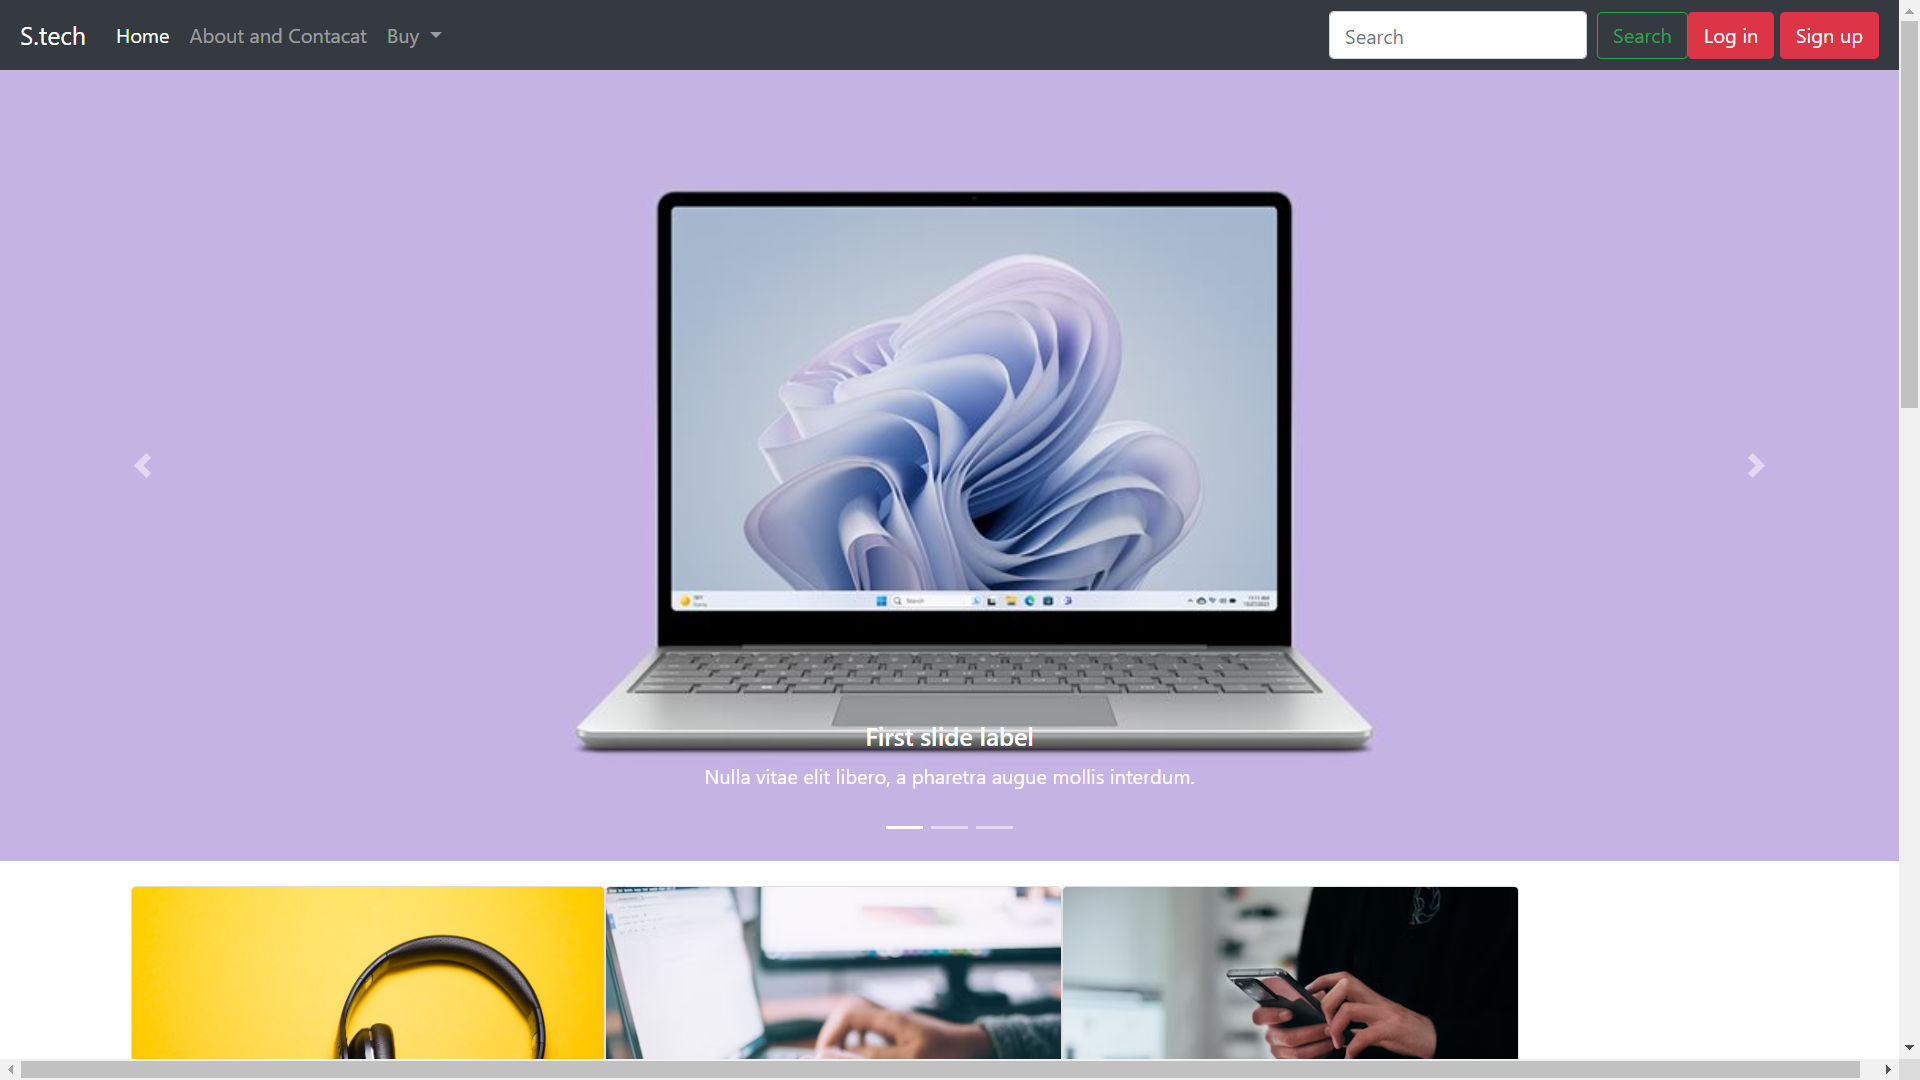 S.tech Home About and Contacat Buy Search Search Log in Sign up
Search
First slide label
Nulla vitae elit libero, a pharetra augue mollis interdum.